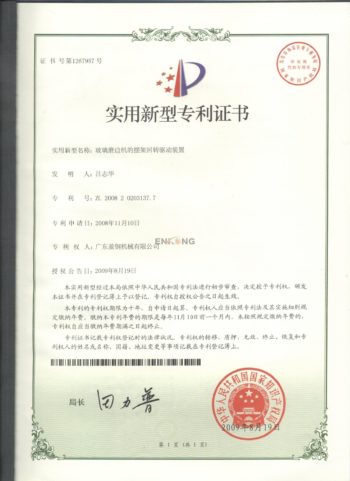 证 书 号第1267967号
实用新型专利证书
实用新型名称：玻璃磨边机的摆架回转驱动装置
发 明 人：吕志华
专 利 号：ZL 2008 2 0203137.7
专利申请日：2008年11月10日
专 利 权 人：广东盈钢机械有限公司
ENKONG
授权公告日：2009年8月19日
本实用新型经过本局依照中华人民共和国专利法进行初步审查，决定授予专利权，颁
发本证书并在专利登记簿上予以登记。专利权自授权公告之日起生效。
本专利的专利权期限为十年，自申请日起算。专利权人应当依照专利法及其实施细则规
定缴纳年费。缴纳本专利年费的期限是每年11月10日前一个月内。未按照规定缴纳年费的，
专利权自应当缴纳年费期满之日起终止。
专利证书记载专利权登记时的法律状况。专利权的转移、质押、无效、终止、恢复和专
利权人的姓名或名称、国籍、地址变更等事项记载在专利登记簿上。
局长 田力普
中华人民共和国国家知识产权局
2009年8月19日
第 1 页（共 1 页）